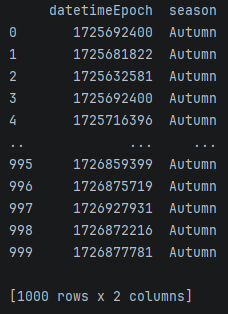 datetimeEpoch season
0 1725692400 Autumn
1 1725681822 Autumn
2 1725632581 Autumn
3 1725692400 Autumn
4 1725716396 Autumn
.. ... ...
995 1726859399 Autumn
996 1726875719 Autumn
997 1726927931 Autumn
998 1726872216 Autumn
999 1726877781 Autumn
[1000 rows x 2 columns]